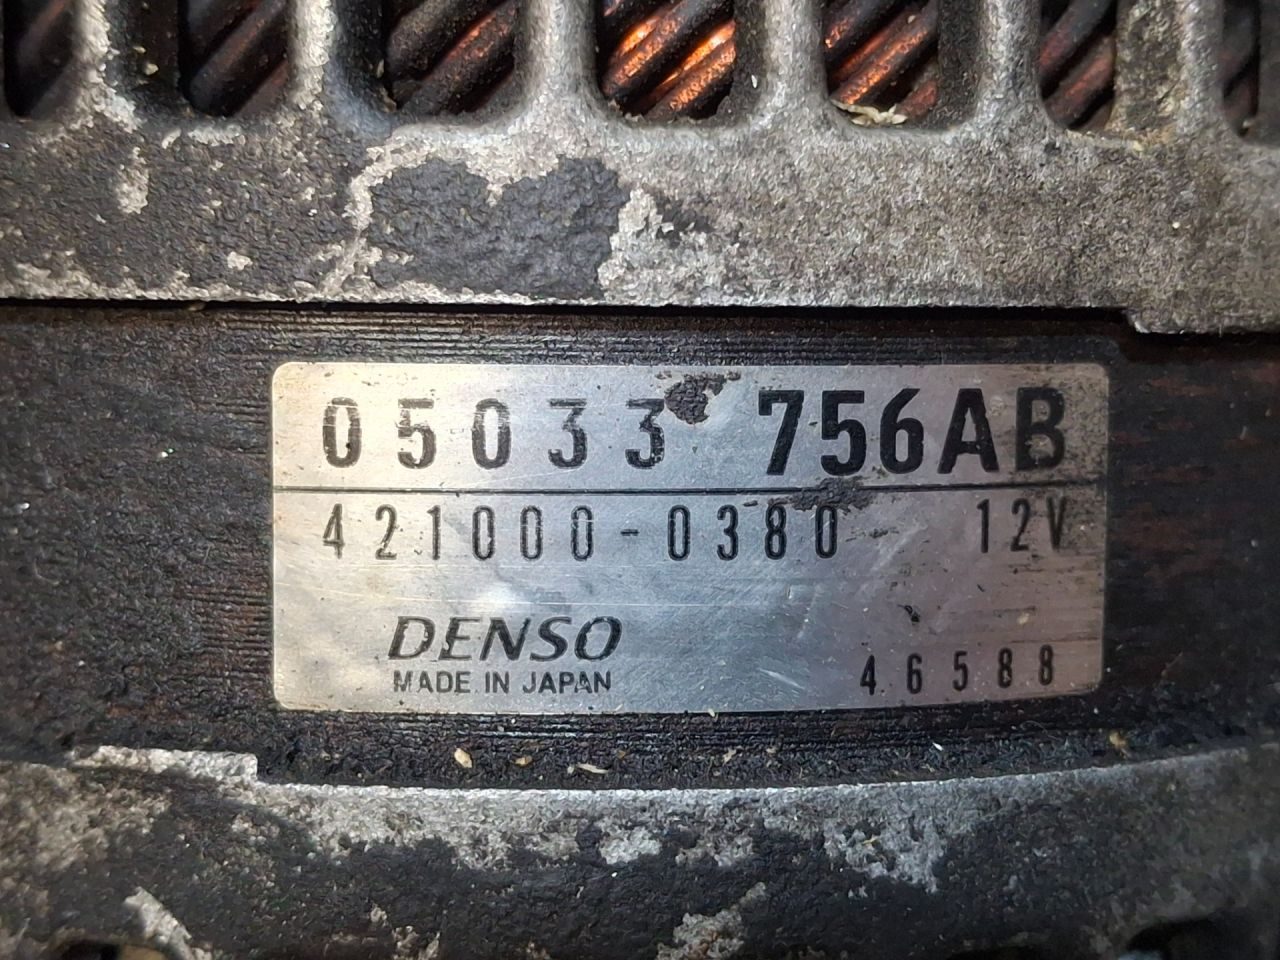 05033 756AB
421000-0380 12V
DENSO
MADE IN JAPAN 46588